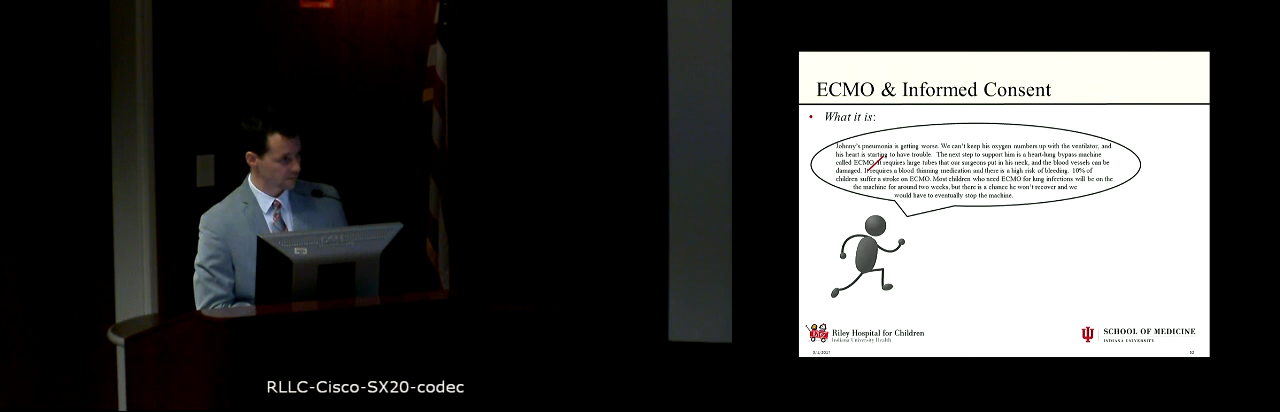 ECMO & Informed Consent
• What it is:
Johnny's pneumonia is getting worse. We can't keep his oxygen numbers up with the ventilator, and
his heart is starting to have trouble. The next step to support him is a heart-lung bypass machine
called ECMO. It requires large tubes that our surgeons put in his neck, and the blood vessels can be
damaged. It requires a blood thinning medication and there is a high risk of bleeding. 10% of
children suffer a stroke on ECMO. Most children who need ECMO for lung infections will be on the
the machine for around two weeks, but there is a chance he won't recover and we
would have to eventually stop the machine.
Riley Hospital for Children
Indiana University Health
SCHOOL OF MEDICINE
INDIANA UNIVERSITY
32
RLLC-Cisco-SX20-codec